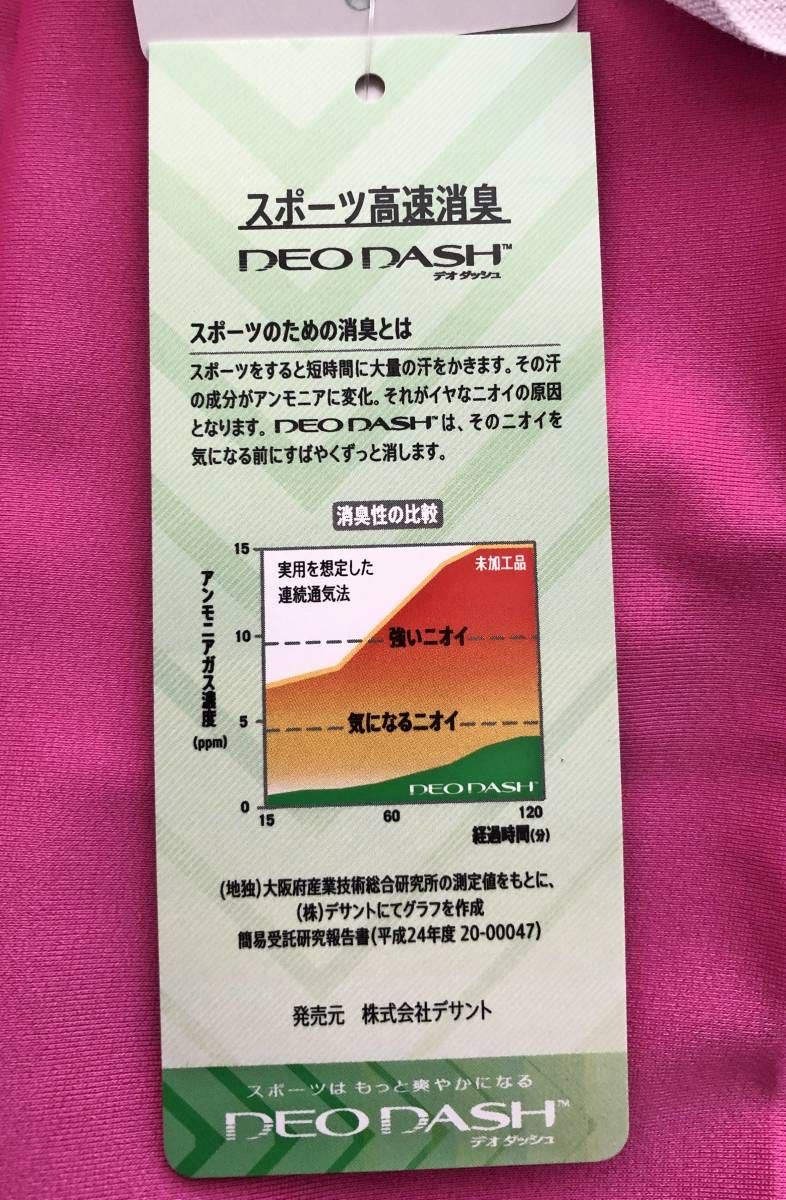 スポーツ高速消臭
DEO DASH™
デオ ダッシュ
スポーツのための消臭とは
スポーツをすると短時間に大量の汗をかきます。その汗
の成分がアンモニアに変化。それがイヤなニオイの原因
となります。DEO DASH™は、そのニオイを
気になる前にすばやくずっと消します。
消臭性の比較
アンモニアガス濃度
(ppm)
15
10
5
0
実用を想定した
連続通気法
未加工品
強いニオイ
気になるニオイ
DEO DASH™
15 60 120
経過時間(分)
(地独)大阪府産業技術総合研究所の測定値をもとに、
(株)デサントにてグラフを作成
簡易受託研究報告書(平成24年度 20-00047)
発売元 株式会社デサント
スポーツは もっと爽やかになる
DEO DASH™
デオ ダッシュ